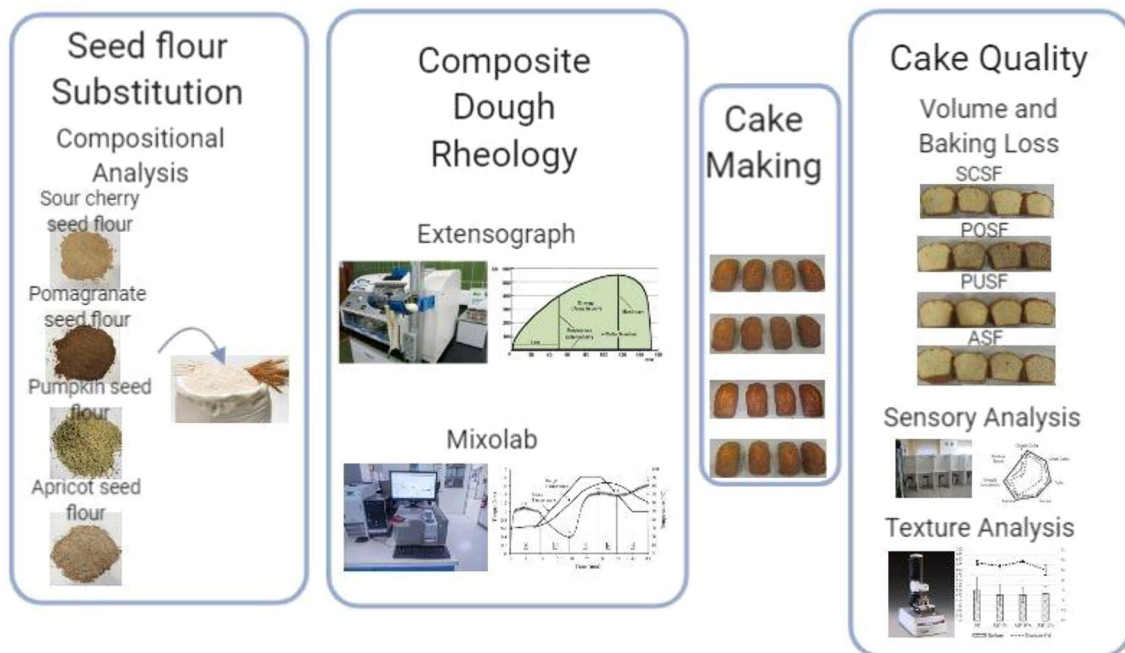 Seed flour
Substitution
Compositional
Analysis
Sour cherry
seed flour
Pomagranate
seed flour
Pumpkin seed
flour
Apricot seed
flour
Composite
Dough
Rheology
Extensograph
Mixolab
Cake
Making
Cake Quality
Volume and
Baking Loss
SCSF
POSF
PUSF
ASF
Sensory Analysis
Texture Analysis